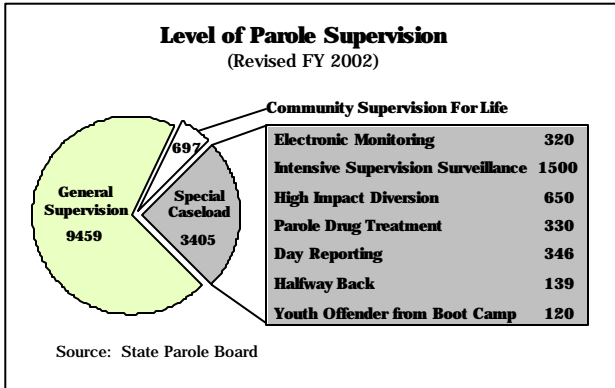 Level of Parole Supervision
(Revised FY 2002)
Community Supervision For Life
697
General
Supervision
9459
Special
Caseload
3405
Electronic Monitoring 320
Intensive Supervision Surveillance 1500
High Impact Diversion 650
Parole Drug Treatment 330
Day Reporting 346
Halfway Back 139
Youth Offender from Boot Camp 120
Source: State Parole Board